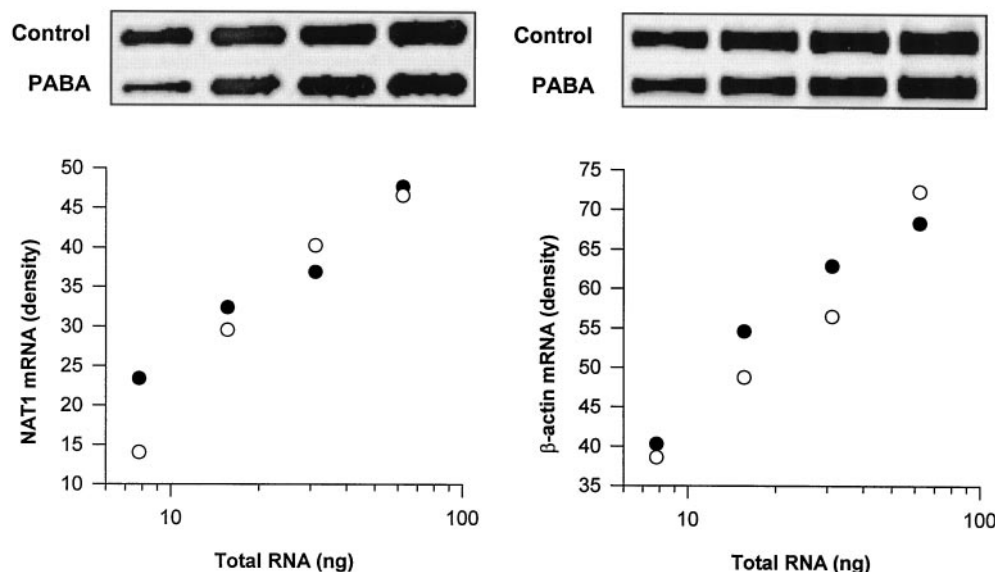 Control
PABA
50
45
40
35
30
25
20
15
10
NAT1 mRNA (density)
10
100
Total RNA (ng)
Control
PABA
75
70
65
60
55
50
45
40
35
β-actin mRNA (density)
10
100
Total RNA (ng)